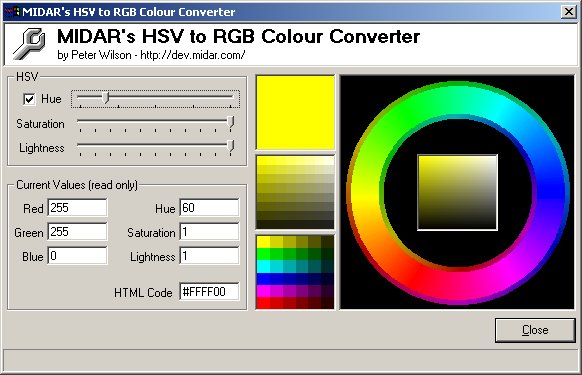 MIDAR's HSV to RGB Colour Converter
MIDAR's HSV to RGB Colour Converter
by Peter Wilson - http://dev.midar.com/
HSV
Hue
Saturation
Lightness
Current Values (read only)
Red 255 Hue 60
Green 255 Saturation 1
Blue 0 Lightness 1
HTML Code #FFFF00
Close